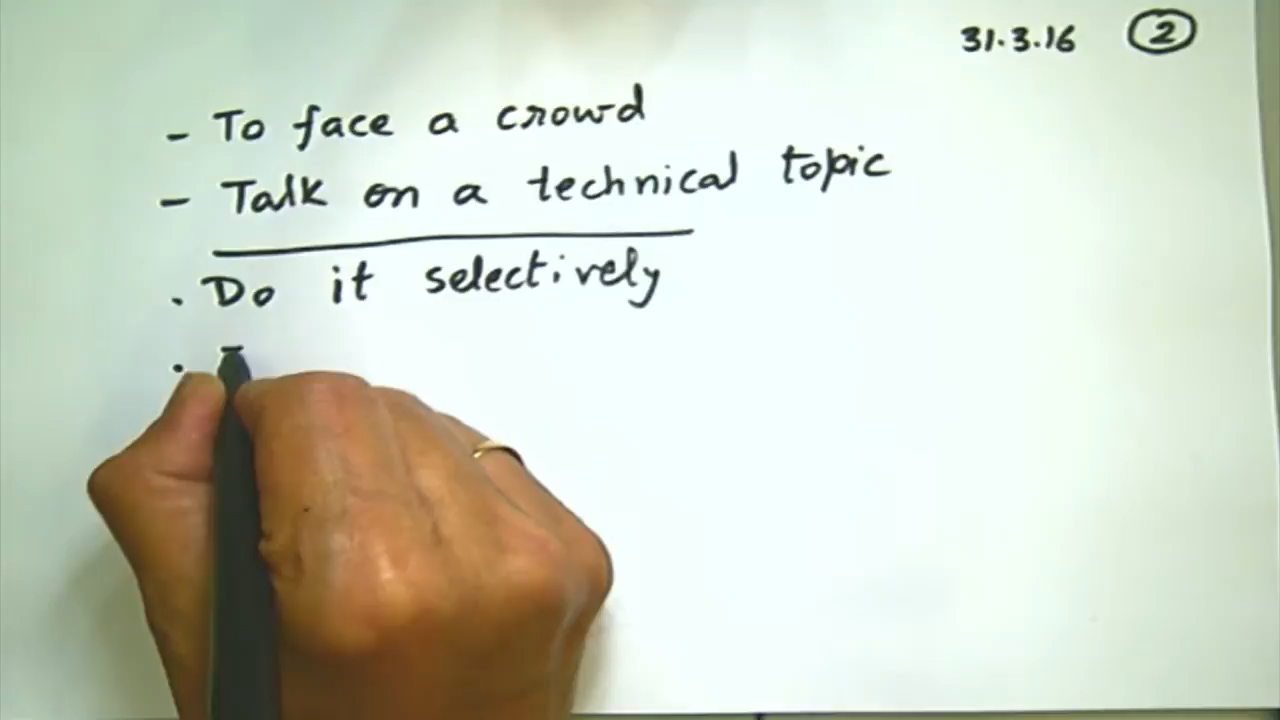 31.3.16 2
- To face a crowd
- Talk on a technical topic
. Do it selectively
.